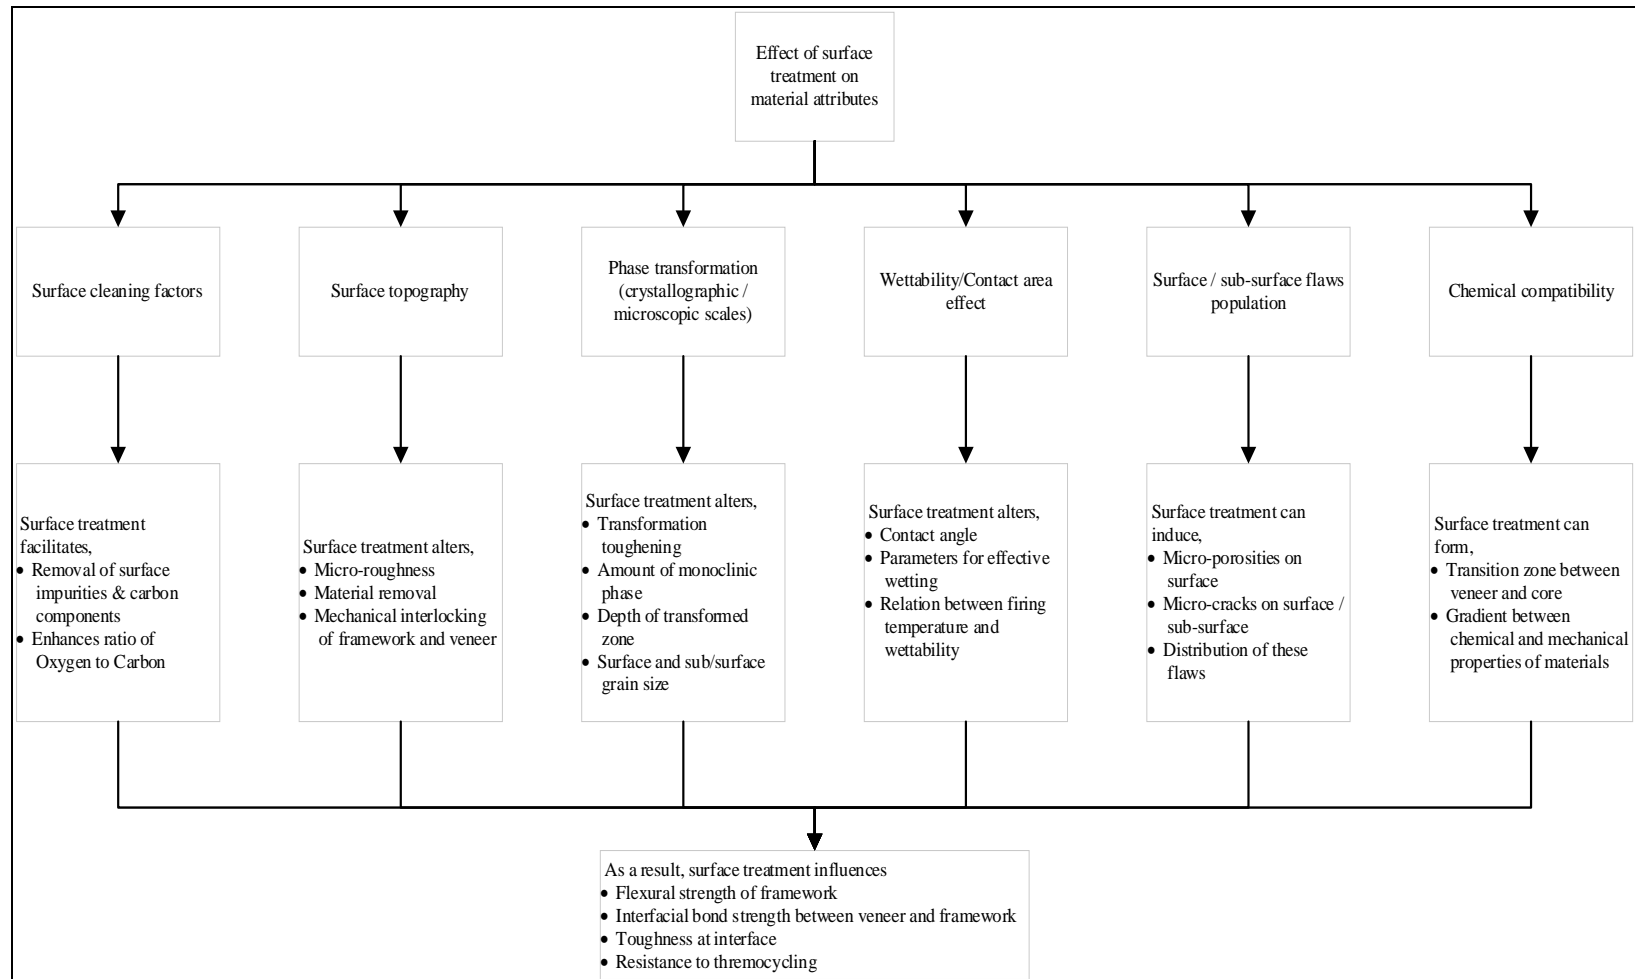 Effect of surface
treatment on
material attributes
Surface cleaning factors
Surface topography
Phase transformation
(crystallographic /
microscopic scales)
Wettability/Contact area
effect
Surface / sub-surface flaws
population
Chemical compatibility
Surface treatment
facilitates,
• Removal of surface
impurities & carbon
components
• Enhances ratio of
Oxygen to Carbon
Surface treatment alters,
• Micro-roughness
• Material removal
• Mechanical interlocking
of framework and veneer
Surface treatment alters,
• Transformation
toughening
• Amount of monoclinic
phase
• Depth of transformed
zone
• Surface and sub/surface
grain size
Surface treatment alters,
• Contact angle
• Parameters for effective
wetting
• Relation between firing
temperature and
wettability
Surface treatment can
induce,
• Micro-porosities on
surface
• Micro-cracks on surface /
sub-surface
• Distribution of these
flaws
Surface treatment can
form,
• Transition zone between
veneer and core
• Gradient between
chemical and mechanical
properties of materials
As a result, surface treatment influences
• Flexural strength of framework
• Interfacial bond strength between veneer and framework
• Toughness at interface
• Resistance to thremocycling